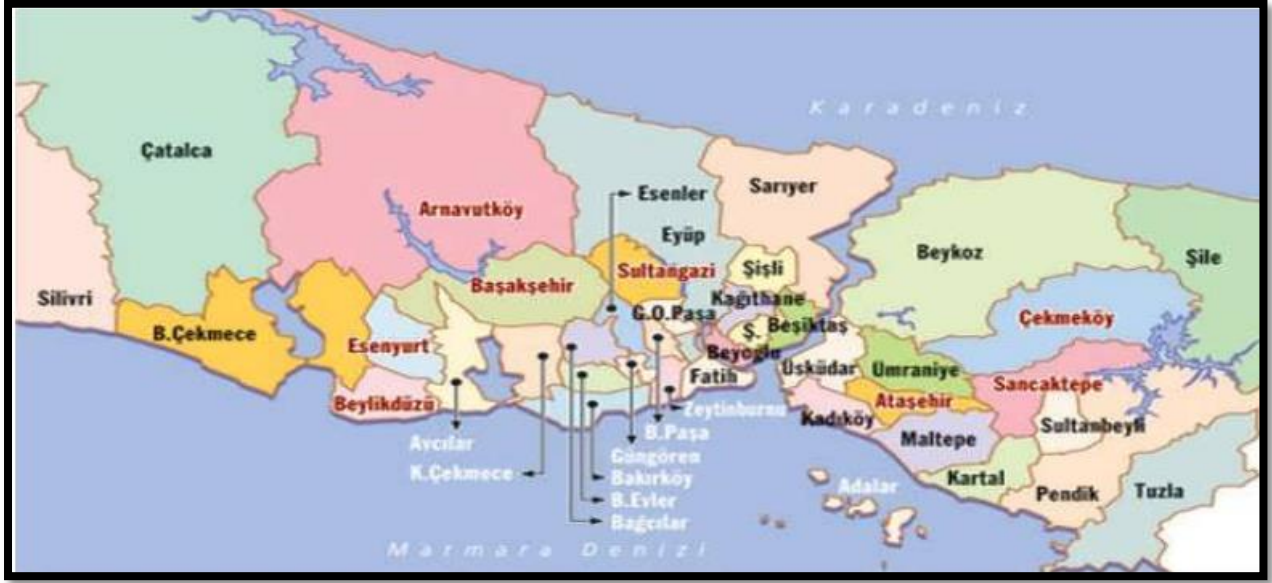 Karadeniz
Çatalca
Arnavutköy
Esenler
Sarıyer
Eyüp
Beykoz
Şile
Silivri
Başakşehir
Sultangazi
Şişli
B.Çekmece
Kağıthane
G.O.Paşa
Ş.
Beşiktaş
Çekmeköy
Esenyurt
Beyoğlu
Fatih
Üsküdar
Ümraniye
Sancaktepe
Beylikdüzü
Ataşehir
Zeytinburnu
Kadıköy
Sultanbeyli
B.Paşa
Maltepe
Avcılar
Güngören
K.Çekmece
Bakırköy
Kartal
Adalar
Pendik
Tuzla
B.Evler
Bağcılar
Marmara Denizi